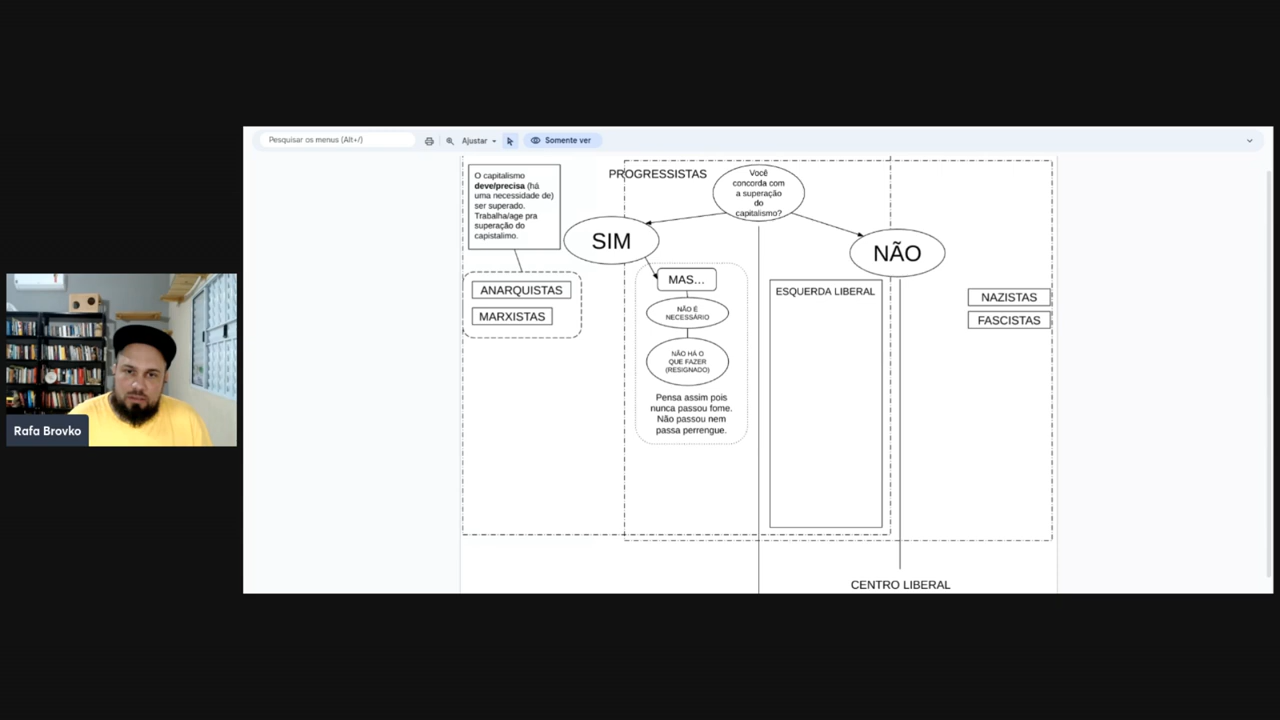 Pesquisar os menus (Alt+/)
Ajustar
Somente ver
O capitalismo
deve/precisa (há
uma necessidade de)
ser superado.
Trabalha/age pra
superação do
capistalimo.
PROGRESSISTAS
Você
concorda com
a superação
do
capitalismo?
SIM
NÃO
ANARQUISTAS
MARXISTAS
MAS...
NÃO É
NECESSÁRIO
NÃO HÁ O
QUE FAZER
(RESIGNADO)
Pensa assim pois
nunca passou fome.
Não passou nem
passa perrengue.
ESQUERDA LIBERAL
NAZISTAS
FASCISTAS
CENTRO LIBERAL
Rafa Brovko